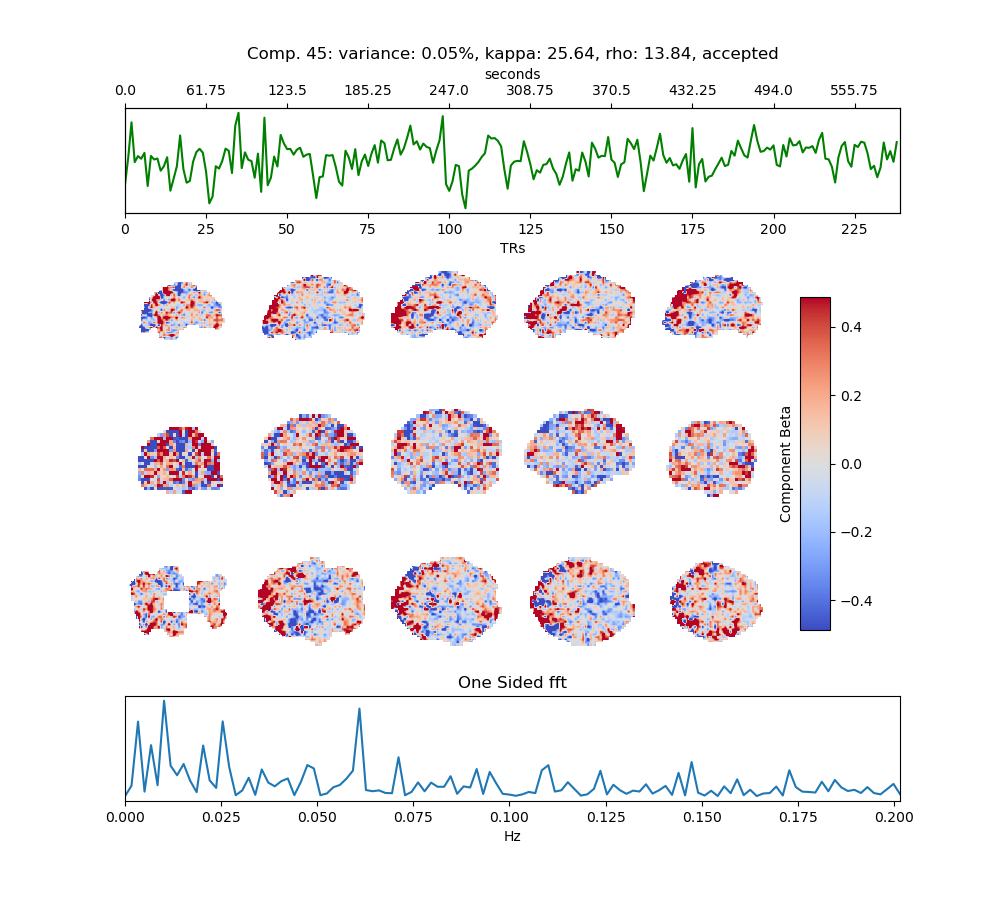 Comp. 45: variance: 0.05%, kappa: 25.64, rho: 13.84, accepted
seconds
0.0 61.75 123.5 185.25 247.0 308.75 370.5 432.25 494.0 555.75
0 25 50 75 100 125 150 175 200 225
TRs
0.4
0.2
0.0
−0.2
−0.4
Component Beta
One Sided fft
0.000 0.025 0.050 0.075 0.100 0.125 0.150 0.175 0.200
Hz